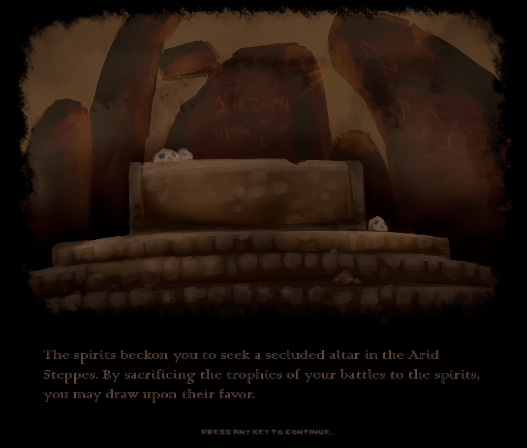 The spirits beckon you to seek a secluded altar in the Arid
Steppes. By sacrificing the trophies of your battles to the spirits,
you may draw upon their favor.
PRESS ANY KEY TO CONTINUE...